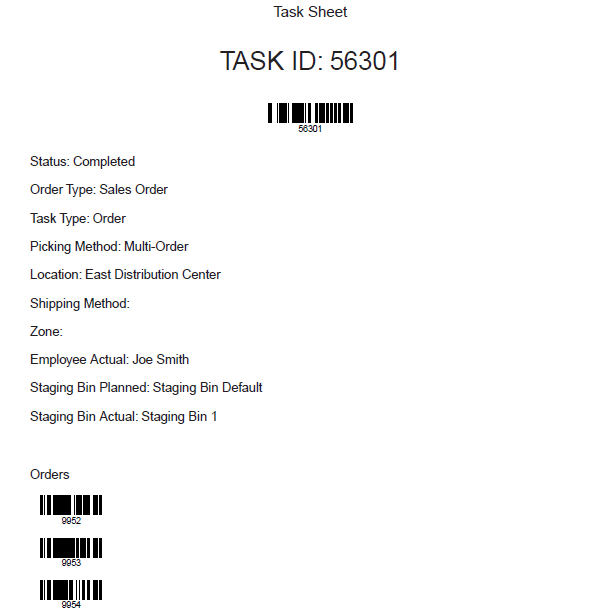 Task Sheet
TASK ID: 56301
56301
Status: Completed
Order Type: Sales Order
Task Type: Order
Picking Method: Multi-Order
Location: East Distribution Center
Shipping Method:
Zone:
Employee Actual: Joe Smith
Staging Bin Planned: Staging Bin Default
Staging Bin Actual: Staging Bin 1
Orders
9952
9953
9954